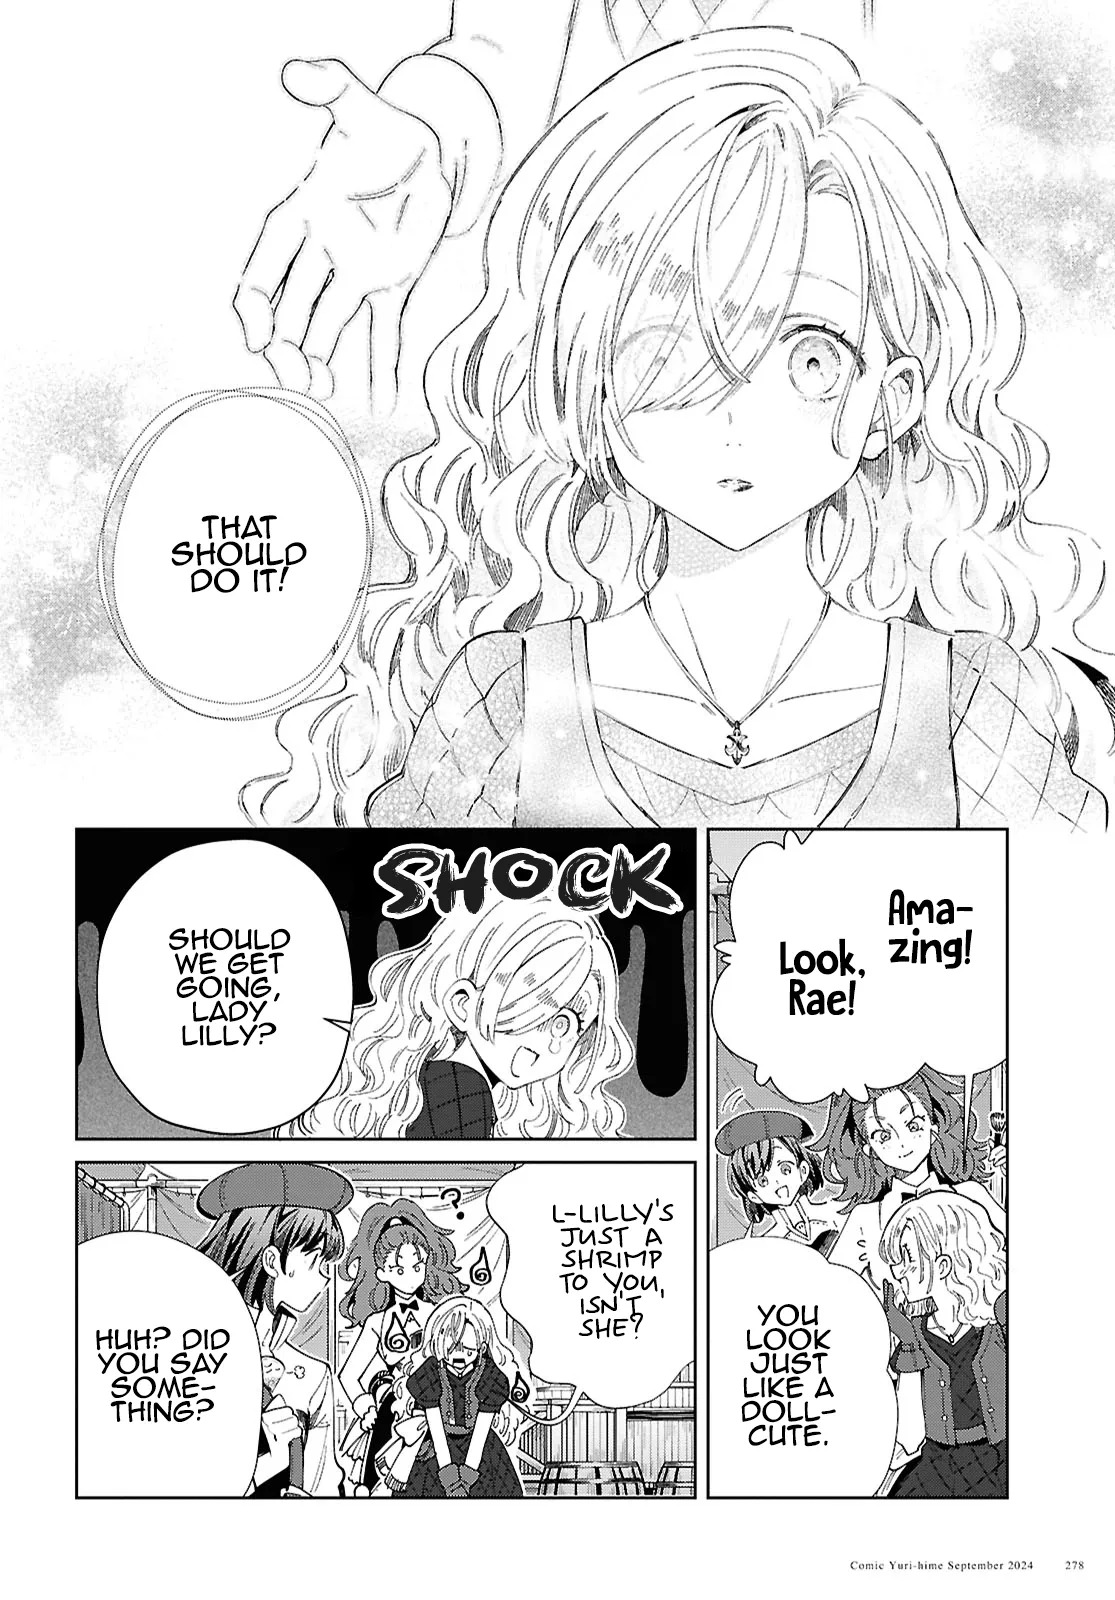 THAT
SHOULD
DO IT!
Ama-
zing!
Look,
Rae!
YOU
LOOK
JUST
LIKE A
DOLL-
CUTE.
SHOCK
SHOULD
WE GET
GOING,
LADY
LILLY?
L-LILLY'S
JUST A
SHRIMP
TO YOU,
ISN'T
SHE?
?
HUH? DID
YOU SAY
SOME-
THING?
Comic Yuri-hime September 2024 278